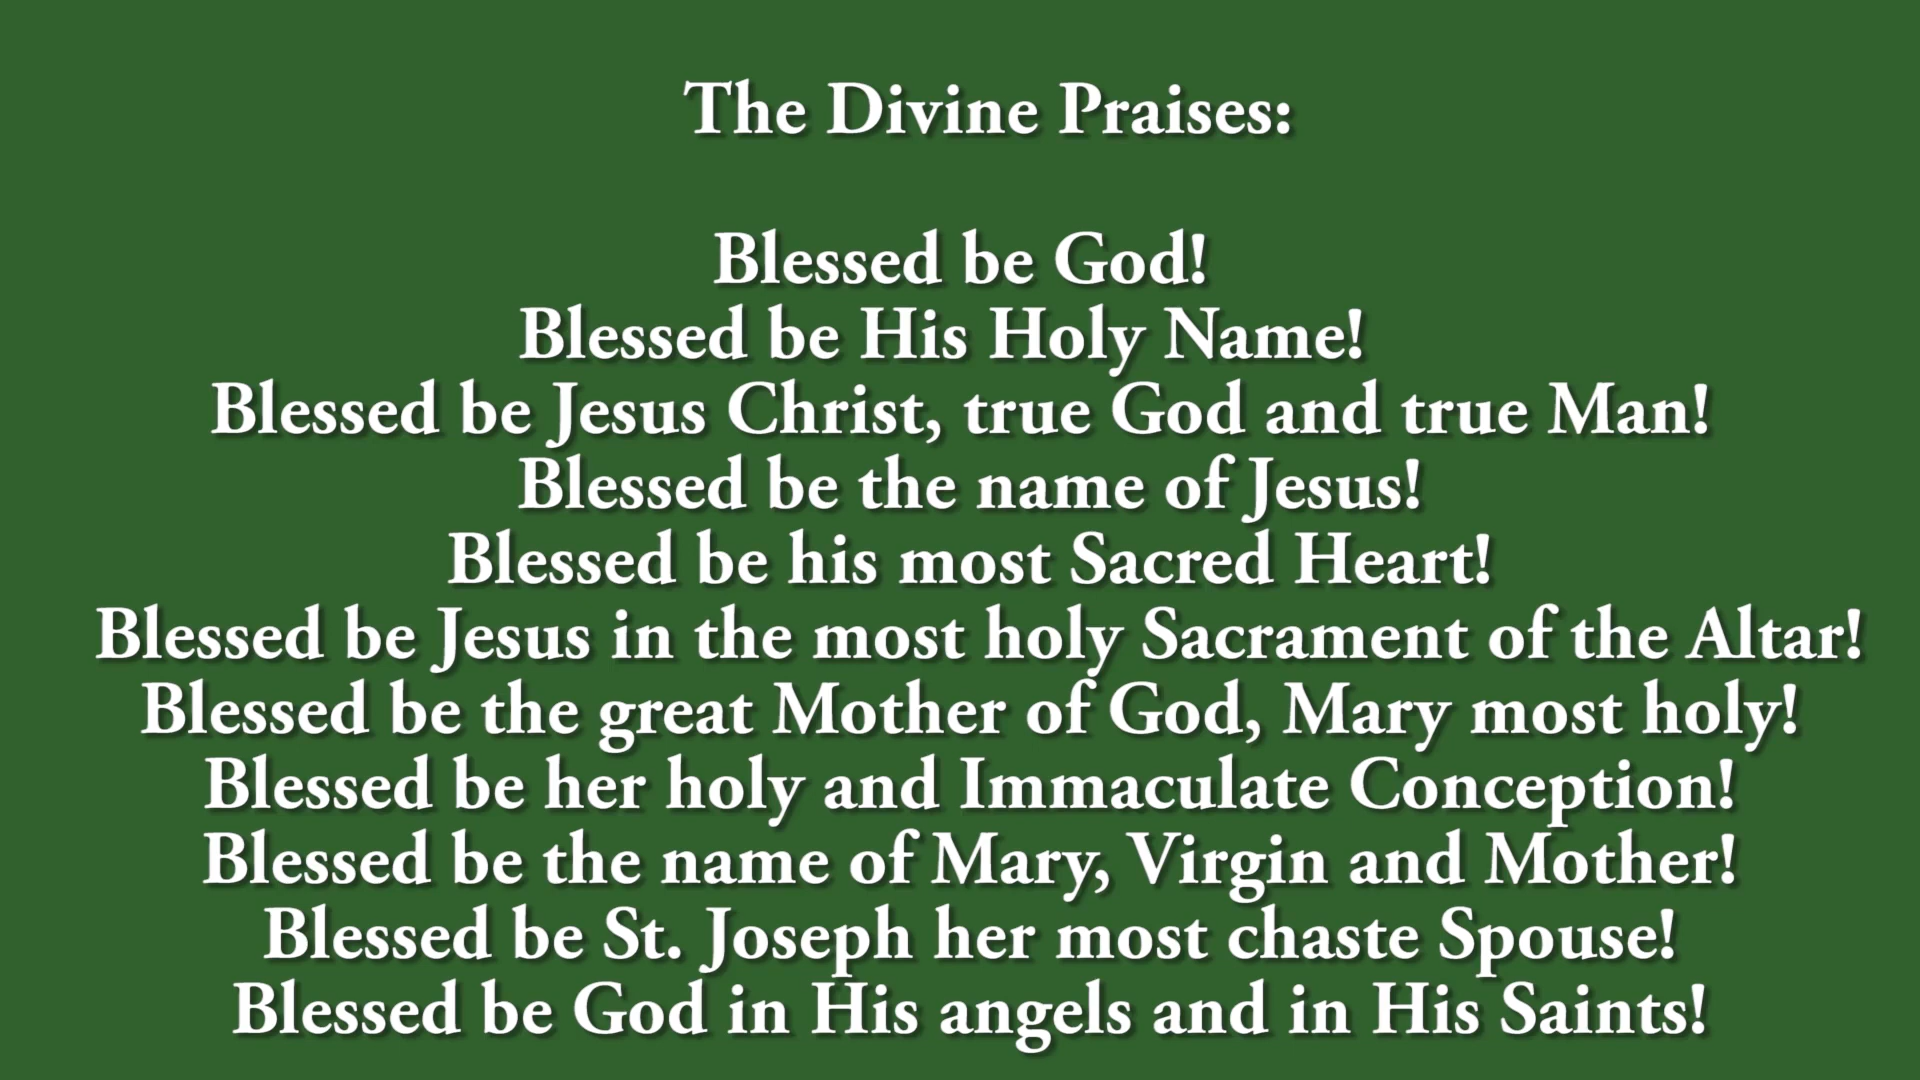 The Divine Praises:
Blessed be God!
Blessed be His Holy Name!
Blessed be Jesus Christ, true God and true Man!
Blessed be the name of Jesus!
Blessed be his most Sacred Heart!
Blessed be Jesus in the most holy Sacrament of the Altar!
Blessed be the great Mother of God, Mary most holy!
Blessed be her holy and Immaculate Conception!
Blessed be the name of Mary, Virgin and Mother!
Blessed be St. Joseph her most chaste Spouse!
Blessed be God in His angels and in His Saints!